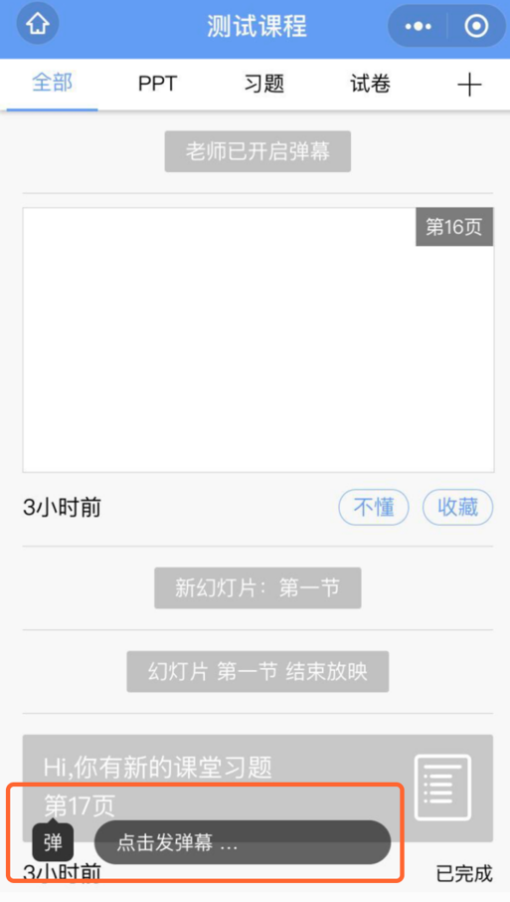 测试课程
全部 PPT 习题 试卷
老师已开启弹幕
第16页
3小时前 不懂 收藏
新幻灯片：第一节
幻灯片 第一节 结束放映
Hi,你有新的课堂习题
第17页
弹 点击发弹幕 ...
3小时前 已完成